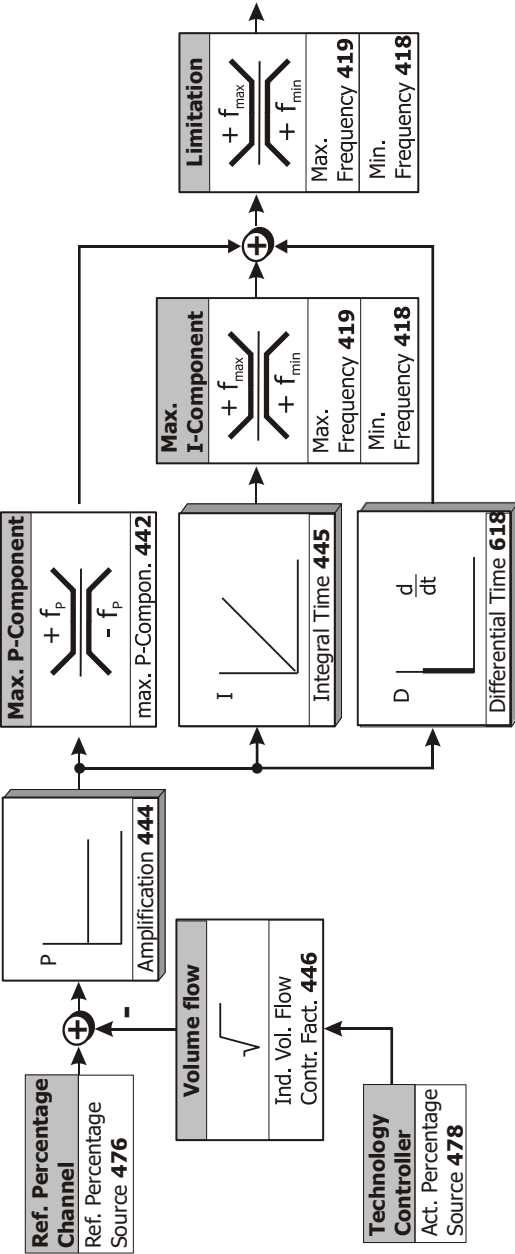 Ref. Percentage
Channel
Ref. Percentage
Source 476
Technology
Controller
Act. Percentage
Source 478
+
-
Volume flow
√
Ind. Vol. Flow
Contr. Fact. 446
P
Amplification 444
Max. P-Component
+ fP
- fP
max. P-Compon. 442
I
Integral Time 445
D
d
dt
Differential Time 618
Max.
I-Component
+ fmax
+ fmin
Max.
Frequency 419
Min.
Frequency 418
+
Limitation
+ fmax
+ fmin
Max.
Frequency 419
Min.
Frequency 418